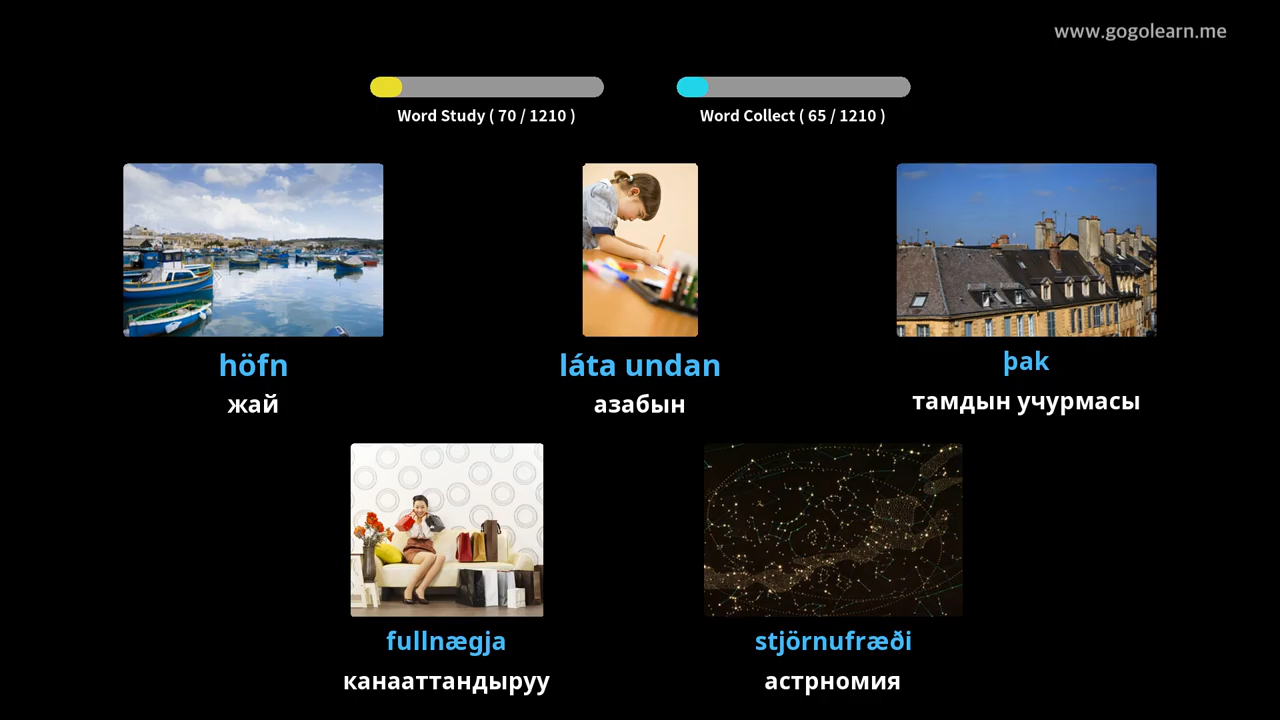 www.gogolearn.me
Word Study ( 70 / 1210 )
Word Collect ( 65 / 1210 )
höfn
жай
láta undan
азабын
þak
тамдын учурмасы
fullnægja
канааттандыруу
stjörnufræði
астрномия